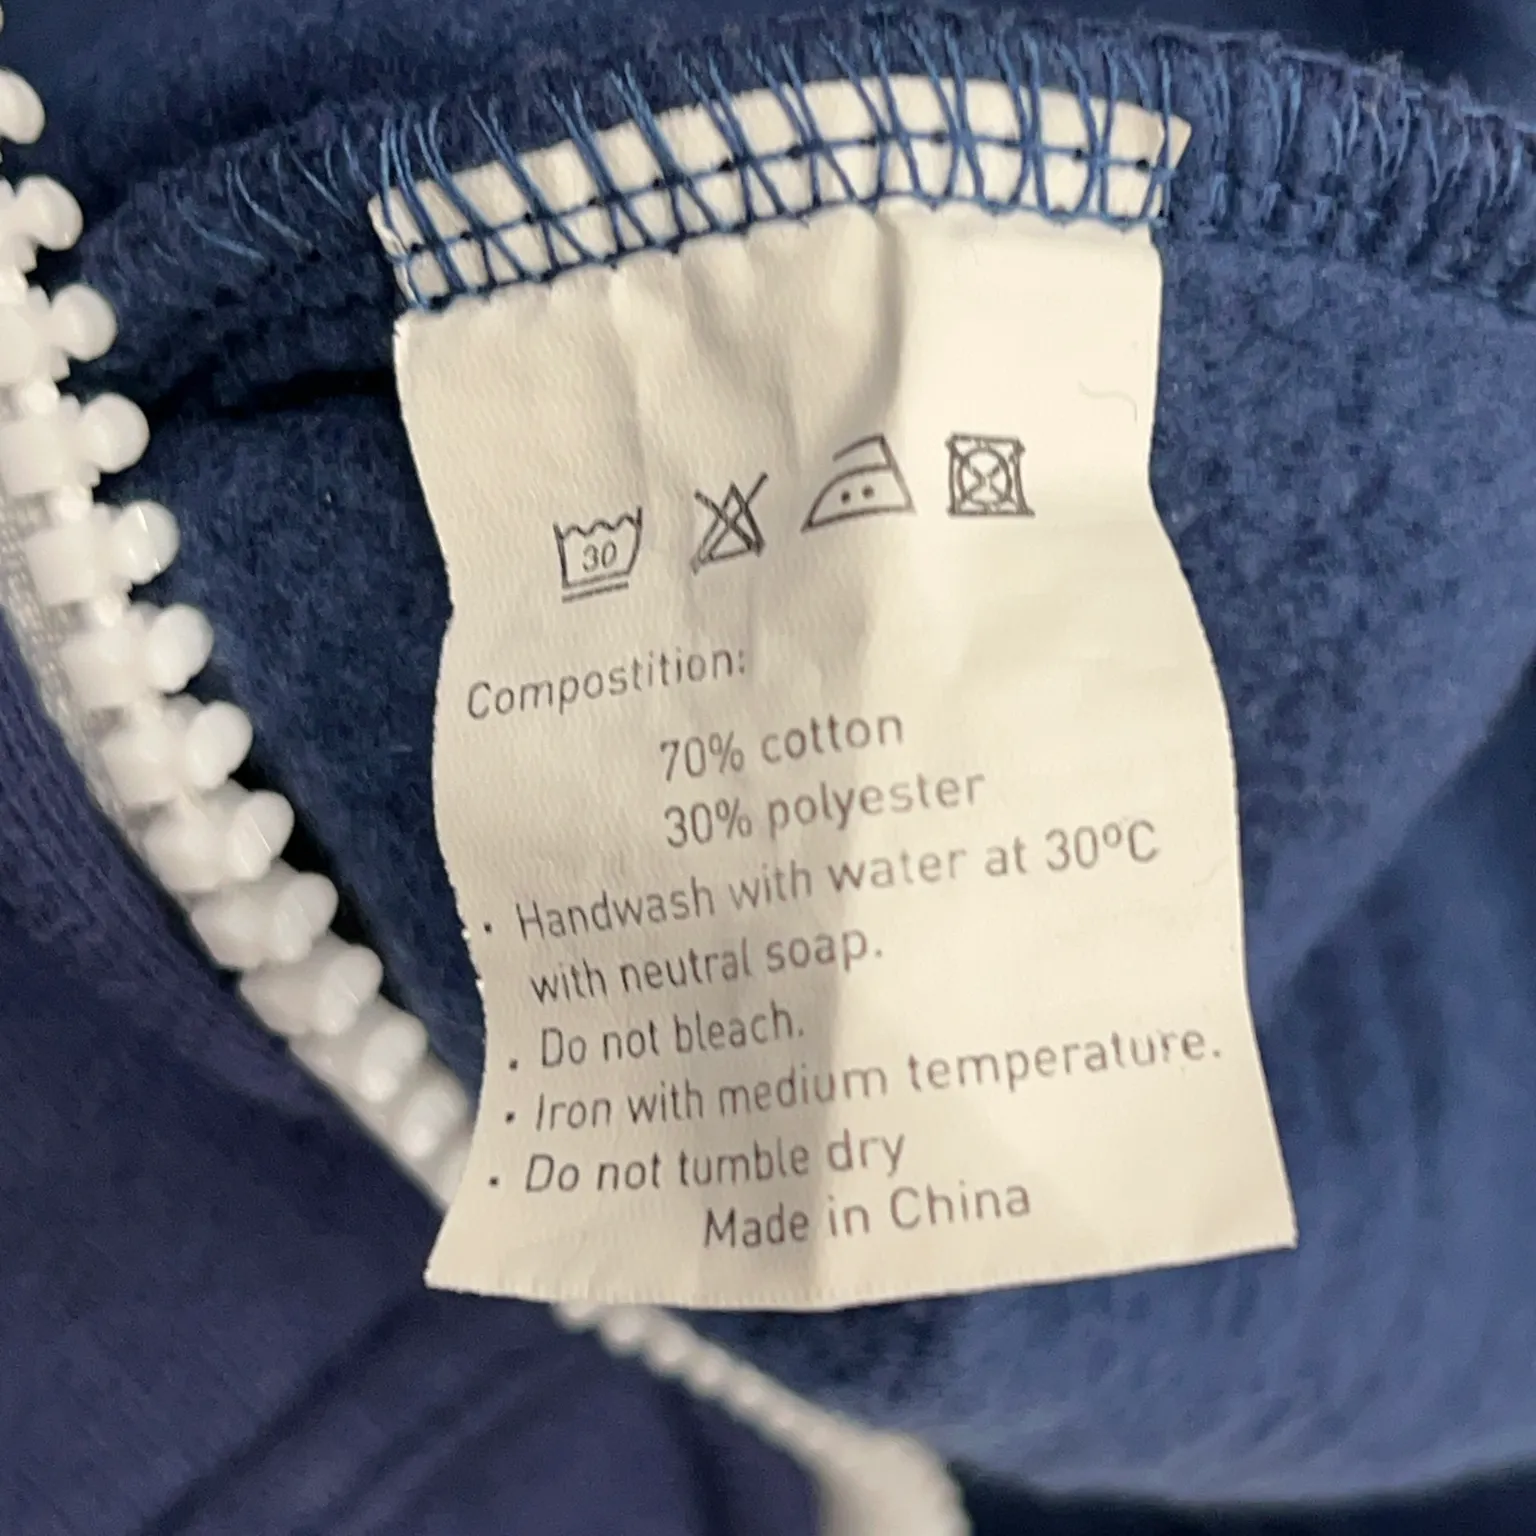 30
Compostition:
70% cotton
30% polyester
· Handwash with water at 30ºC
with neutral soap.
. Do not bleach.
· Iron with medium temperature.
· Do not tumble dry
Made in China